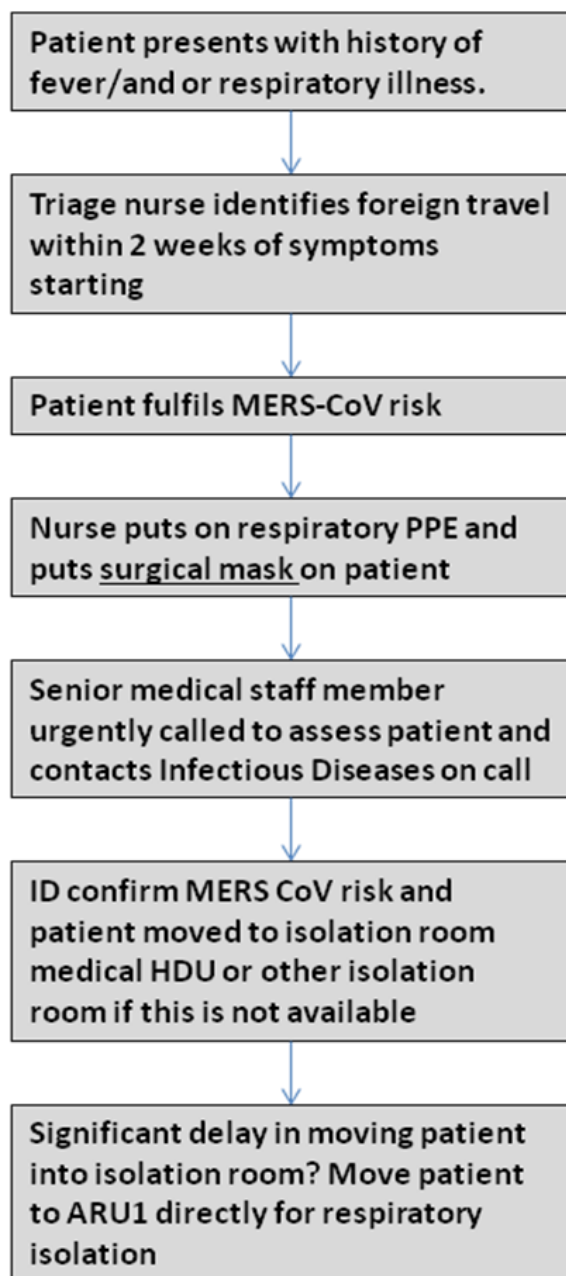 Patient presents with history of
fever/and or respiratory illness.
Triage nurse identifies foreign travel
within 2 weeks of symptoms
starting
Patient fulfils MERS-CoV risk
Nurse puts on respiratory PPE and
puts surgical mask on patient
Senior medical staff member
urgently called to assess patient and
contacts Infectious Diseases on call
ID confirm MERS CoV risk and
patient moved to isolation room
medical HDU or other isolation
room if this is not available
Significant delay in moving patient
into isolation room? Move patient
to ARU1 directly for respiratory
isolation